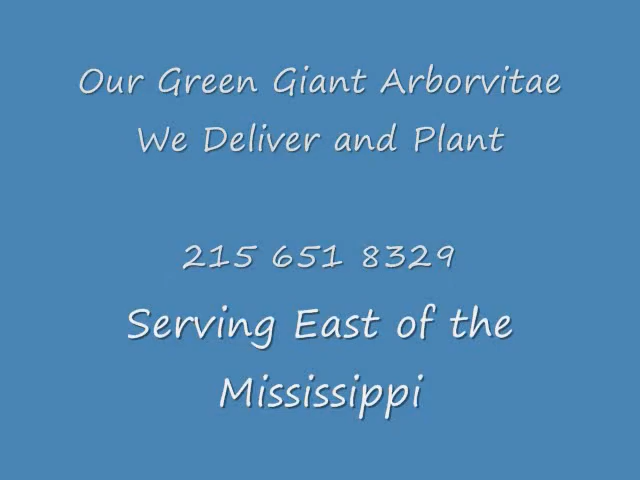 Our Green Giant Arborvitae
We Deliver and Plant
215 651 8329
Serving East of the
Mississippi